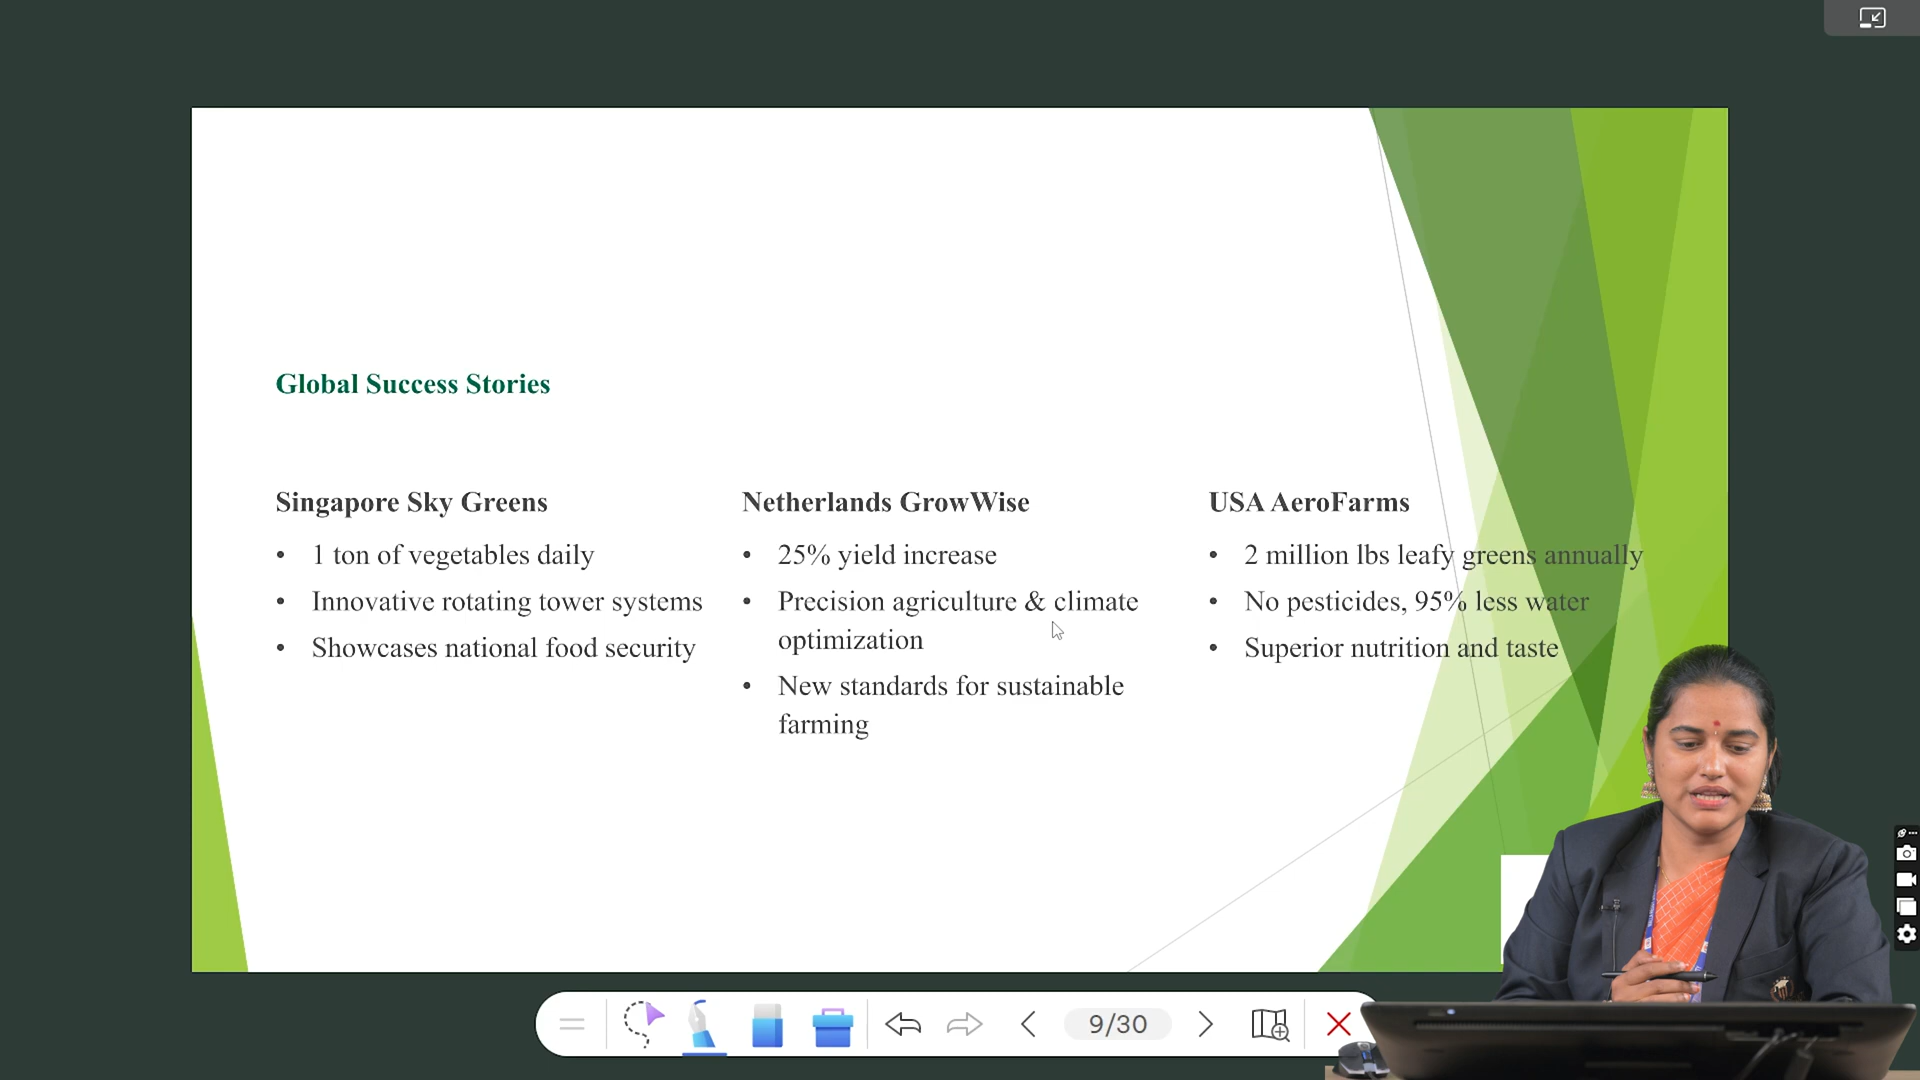 Global Success Stories
Singapore Sky Greens
• 1 ton of vegetables daily
• Innovative rotating tower systems
• Showcases national food security
Netherlands GrowWise
• 25% yield increase
• Precision agriculture & climate
optimization
• New standards for sustainable
farming
USA AeroFarms
• 2 million lbs leafy greens annually
• No pesticides, 95% less water
• Superior nutrition and taste
9/30